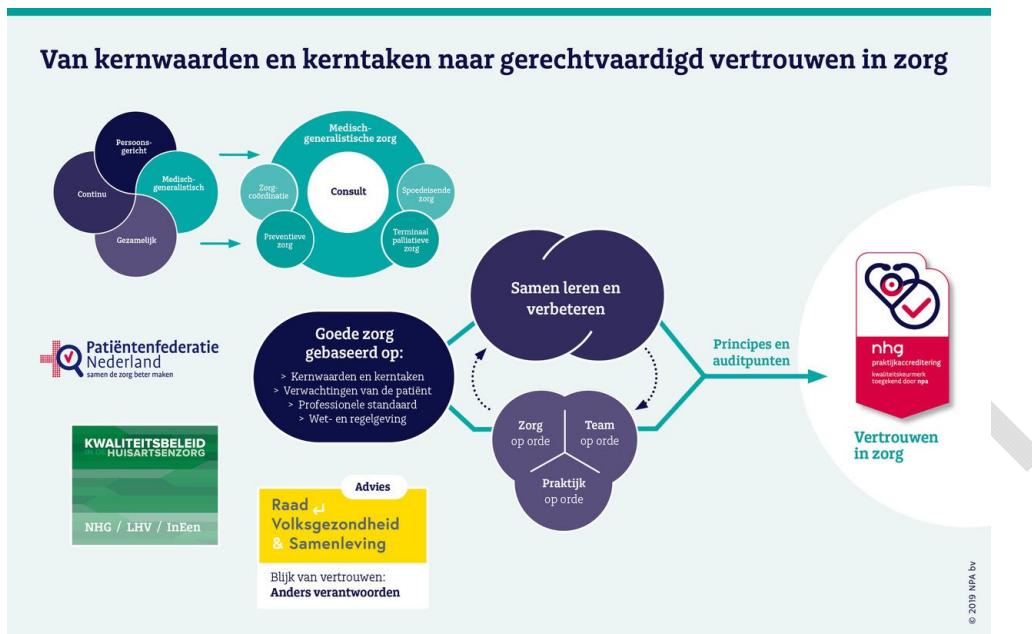 Van kernwaarden en kerntaken naar gerechtvaardigd vertrouwen in zorg
Persoons-
gericht
Continu
Medisch-
generalistisch
Gezamelijk
Medisch-
generalistische zorg
Zorg-
coördinatie
Consult
Spoedeisende
zorg
Preventieve
zorg
Terminaal
palliatieve
zorg
Patiëntenfederatie
Nederland
samen de zorg beter maken
KWALITEITSBELEID
IN DE HUISARTSENZORG
NHG / LHV / InEen
Goede zorg
gebaseerd op:
> Kernwaarden en kerntaken
> Verwachtingen van de patiënt
> Professionele standaard
> Wet- en regelgeving
Advies
Raad
Volksgezondheid
& Samenleving
Blijk van vertrouwen:
Anders verantwoorden
Samen leren en
verbeteren
Zorg
op orde
Team
op orde
Praktijk
op orde
Principes en
auditpunten
nhg
praktijkaccreditering
kwaliteitskeurmerk
toegekend door npa
Vertrouwen
in zorg
© 2019 NPA bv